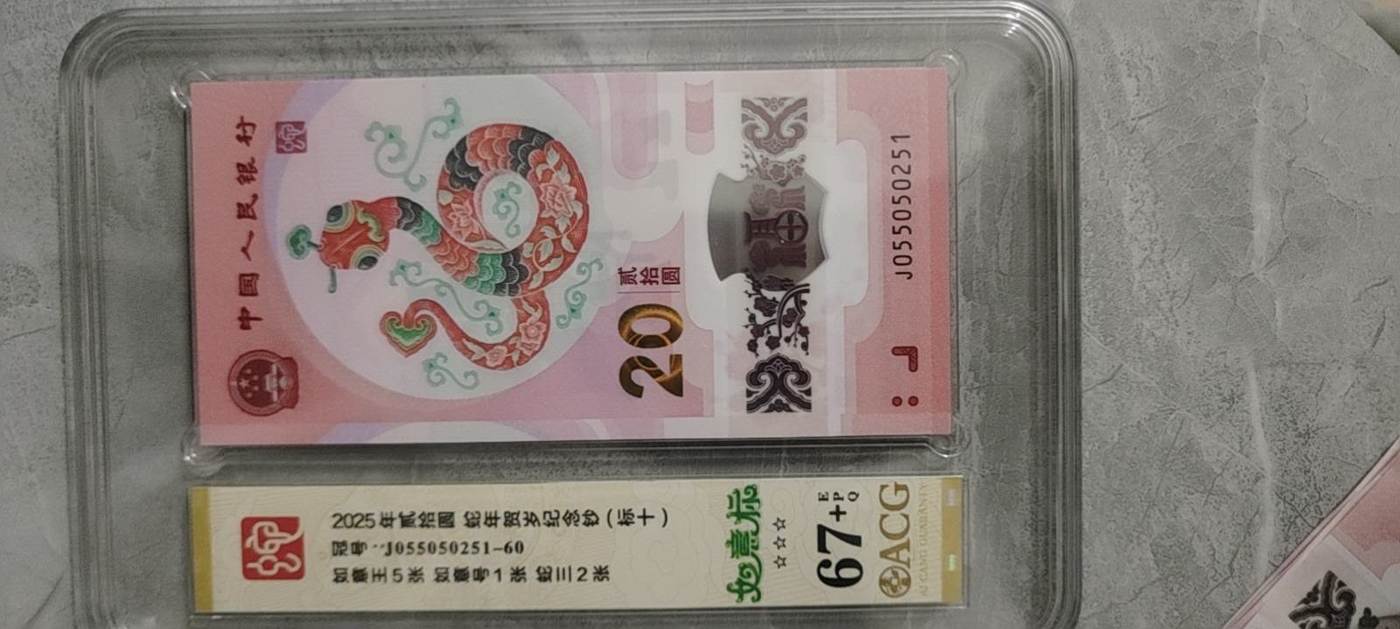 中国人民银行
贰拾圆
20
J055050251
2025年贰拾圆 蛇年贺岁纪念钞(标十)
冠号:J055050251-60
如意王5张 如意号1张 蛇三2张
如意标
☆☆☆
67+
EPQ
ACG